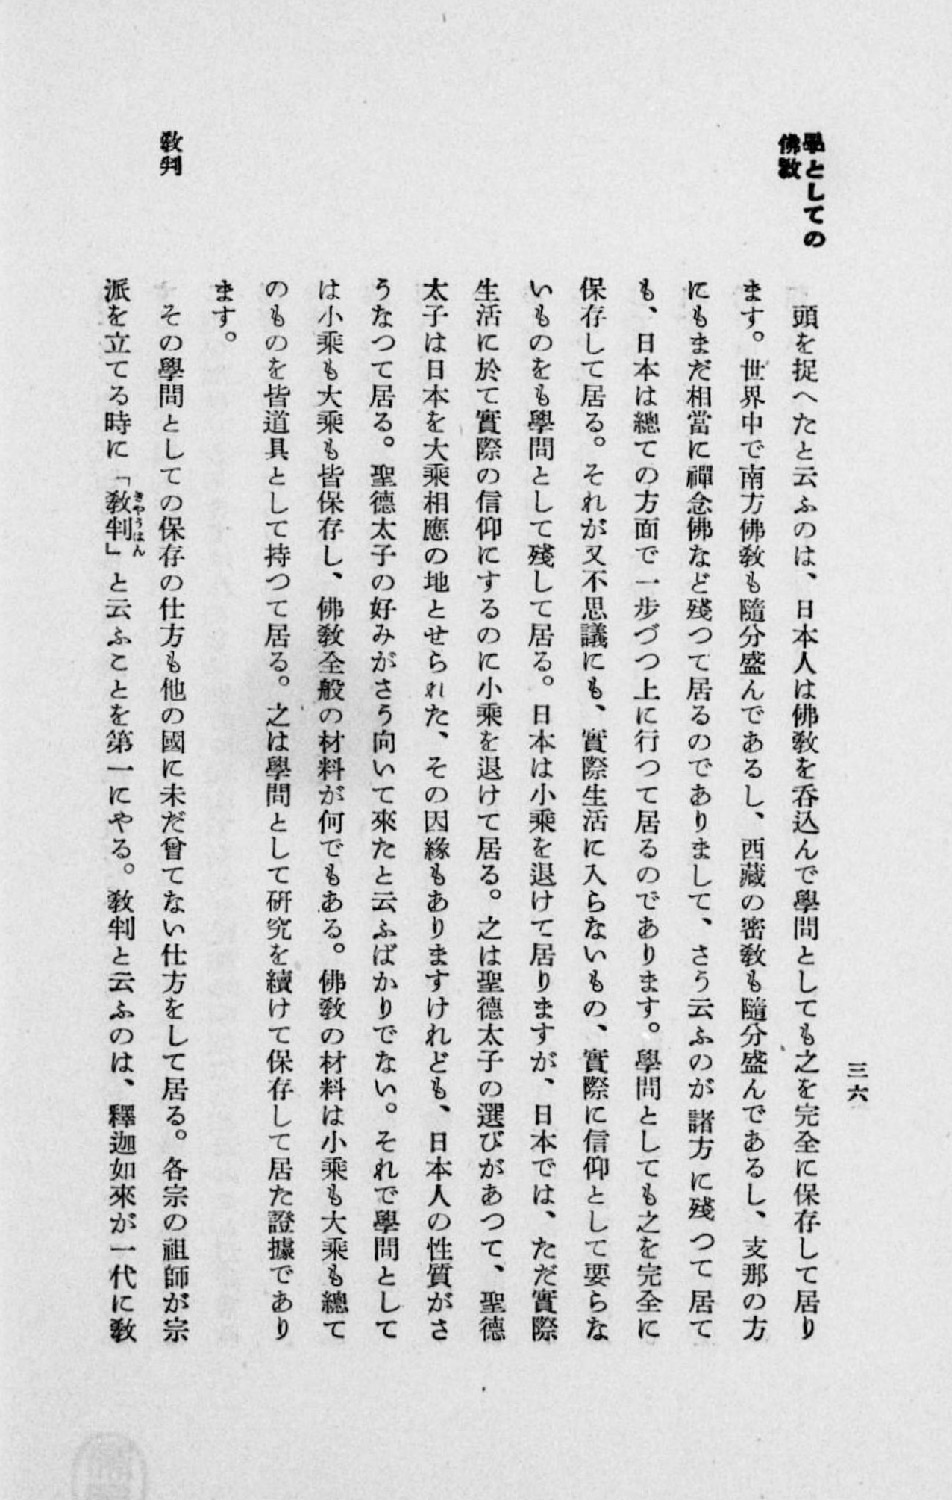 三六
學としての
佛教
頭を捉へたと云ふのは、日本人は佛教を呑込んで學問としても之を完全に保存して居り
ます。世界中で南方佛教も隨分盛んであるし、西藏の密教も隨分盛んであるし、支那の方
にもまだ相當に禪念佛など殘つて居るのでありまして、さう云ふのが諸方に殘つて居て
も、日本は總ての方面で一步づつ上に行つて居るのであります。學問としても之を完全に
保存して居る。それが又不思議にも、實際生活に入らないもの、實際に信仰として要らな
いものをも學問として殘して居る。日本は小乘を退けて居りますが、日本では、ただ實際
生活に於て實際の信仰にするのに小乘を退けて居る。之は聖德太子の選びがあつて、聖德
太子は日本を大乘相應の地とせられた、その因緣もありますけれども、日本人の性質がさ
うなつて居る。聖德太子の好みがさう向いて來たと云ふばかりでない。それで學問として
は小乘も大乘も皆保存し、佛教全般の材料が何でもある。佛教の材料は小乘も大乘も總て
のものを皆道具として持つて居る。之は學問として研究を續けて保存して居た證據であり
ます。
教判
その學問としての保存の仕方も他の國に未だ曾てない仕方をして居る。各宗の祖師が宗
派を立てる時に「教判」と云ふことを第一にやる。教判と云ふのは、釋迦如來が一代に教
きやうはん